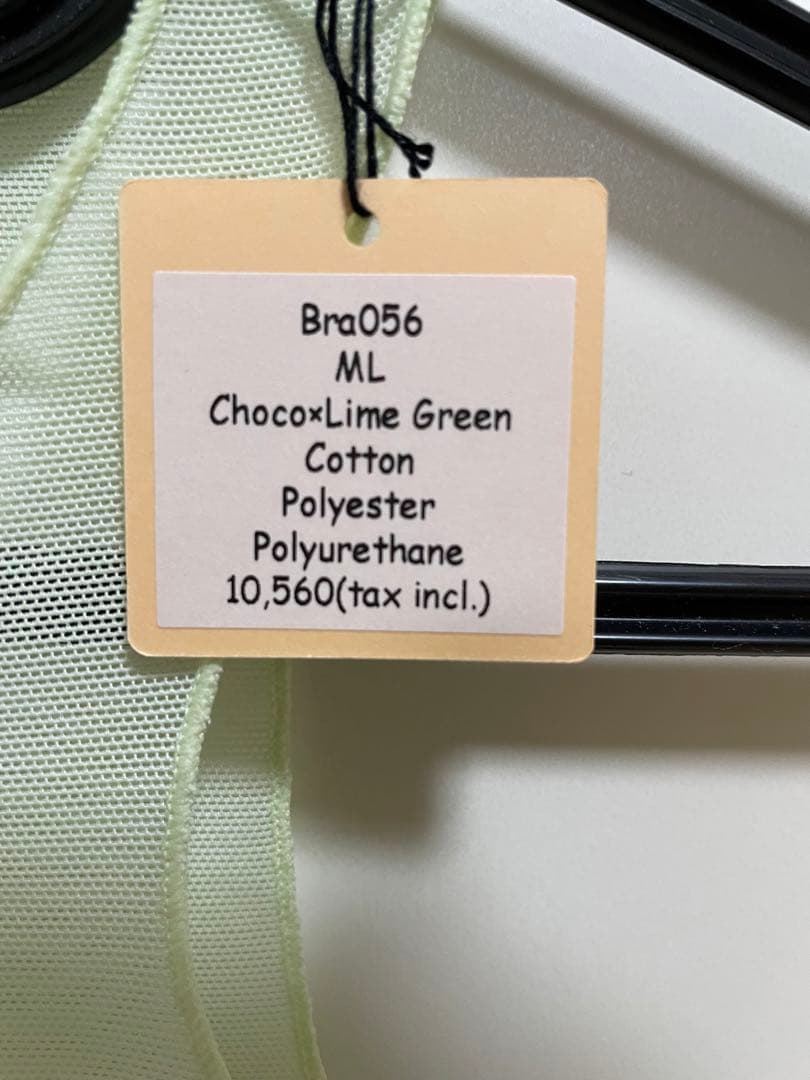 Bra056
ML
Choco×Lime Green
Cotton
Polyester
Polyurethane
10,560(tax incl.)